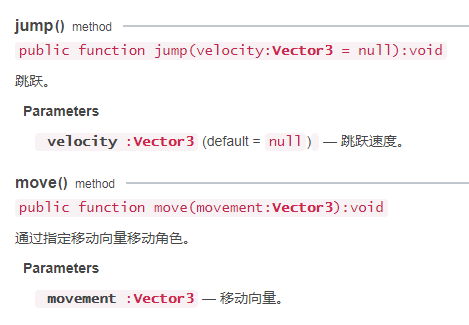 jump() method
public function jump(velocity:Vector3 = null):void
跳跃。
Parameters
velocity :Vector3 (default = null ) — 跳跃速度。
move() method
public function move(movement:Vector3):void
通过指定移动向量移动角色。
Parameters
movement :Vector3 — 移动向量。